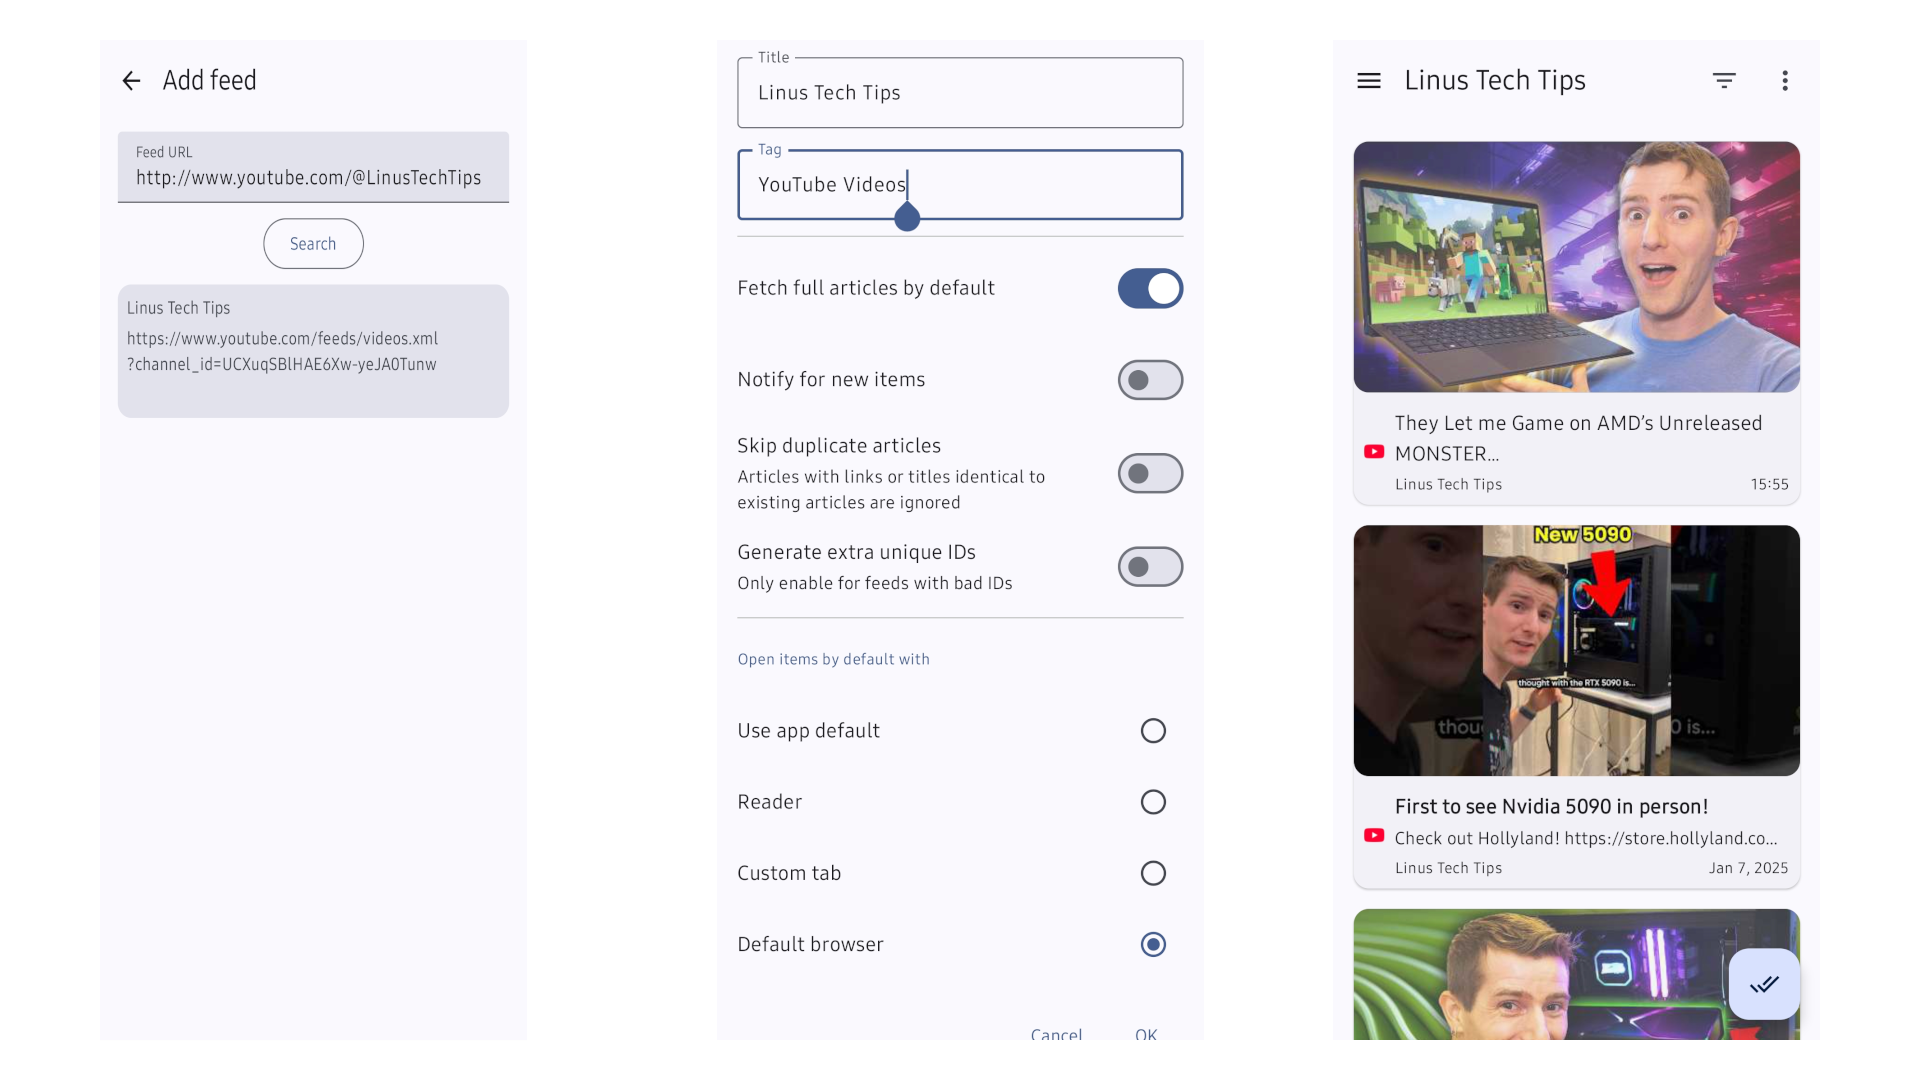 Add feed
Feed URL
http://www.youtube.com/@LinusTechTips
Search
Linus Tech Tips
https://www.youtube.com/feeds/videos.xml
?channel_id=UCXuqSBlHAE6Xw-yeJA0Tunw
Title
Linus Tech Tips
Tag
YouTube Videos
Fetch full articles by default
Notify for new items
Skip duplicate articles
Articles with links or titles identical to
existing articles are ignored
Generate extra unique IDs
Only enable for feeds with bad IDs
Open items by default with
Use app default
Reader
Custom tab
Default browser
Cancel
OK
Linus Tech Tips
They Let me Game on AMD’s Unreleased
MONSTER…
Linus Tech Tips
15:55
New 5090
thought with the RTX 5090 is...
thou
0 is...
First to see Nvidia 5090 in person!
Check out Hollyland! https://store.hollyland.co…
Linus Tech Tips
Jan 7, 2025